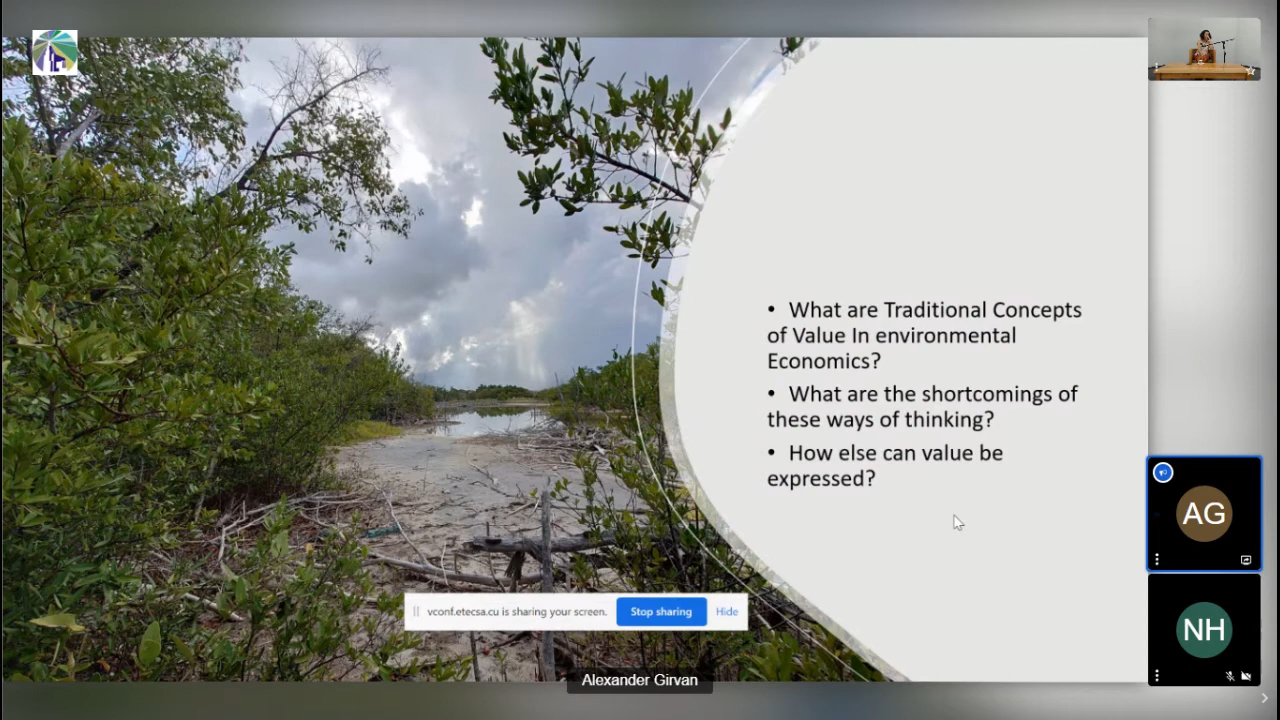 • What are Traditional Concepts
of Value In environmental
Economics?
• What are the shortcomings of
these ways of thinking?
• How else can value be
expressed?
AG
vconf.etecsa.cu is sharing your screen. Stop sharing Hide
NH
Alexander Girvan